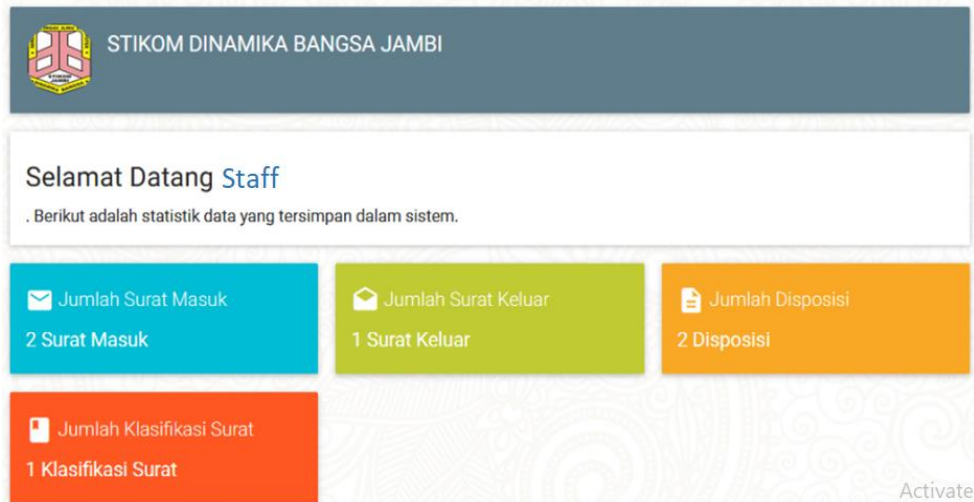 STIKOM DINAMIKA BANGSA JAMBI
Selamat Datang Staff
. Berikut adalah statistik data yang tersimpan dalam sistem.
Jumlah Surat Masuk
2 Surat Masuk
Jumlah Surat Keluar
1 Surat Keluar
Jumlah Disposisi
2 Disposisi
Jumlah Klasifikasi Surat
1 Klasifikasi Surat
Activate